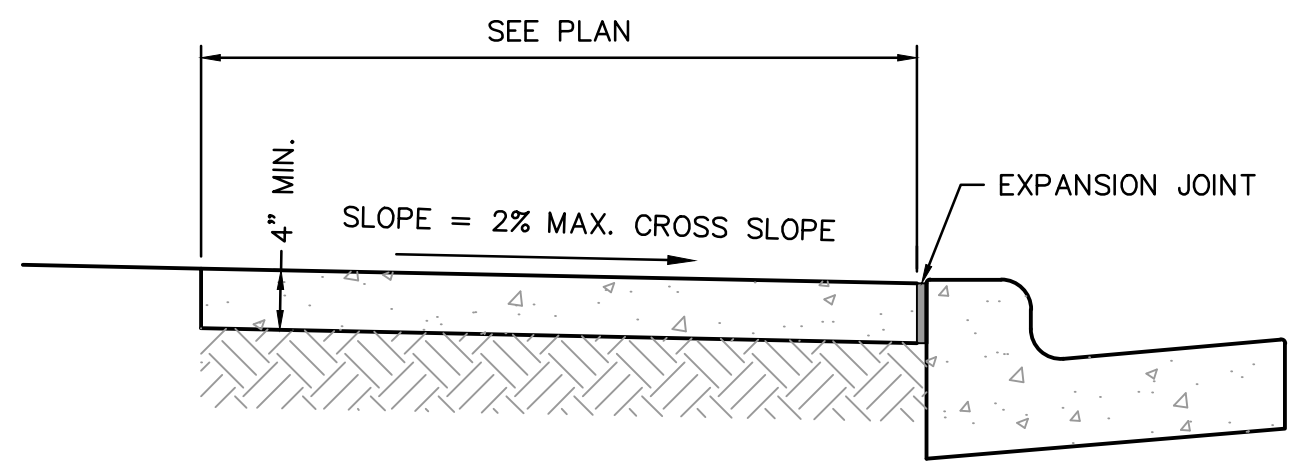 SEE PLAN
4” MIN.
EXPANSION JOINT
SLOPE = 2% MAX. CROSS SLOPE